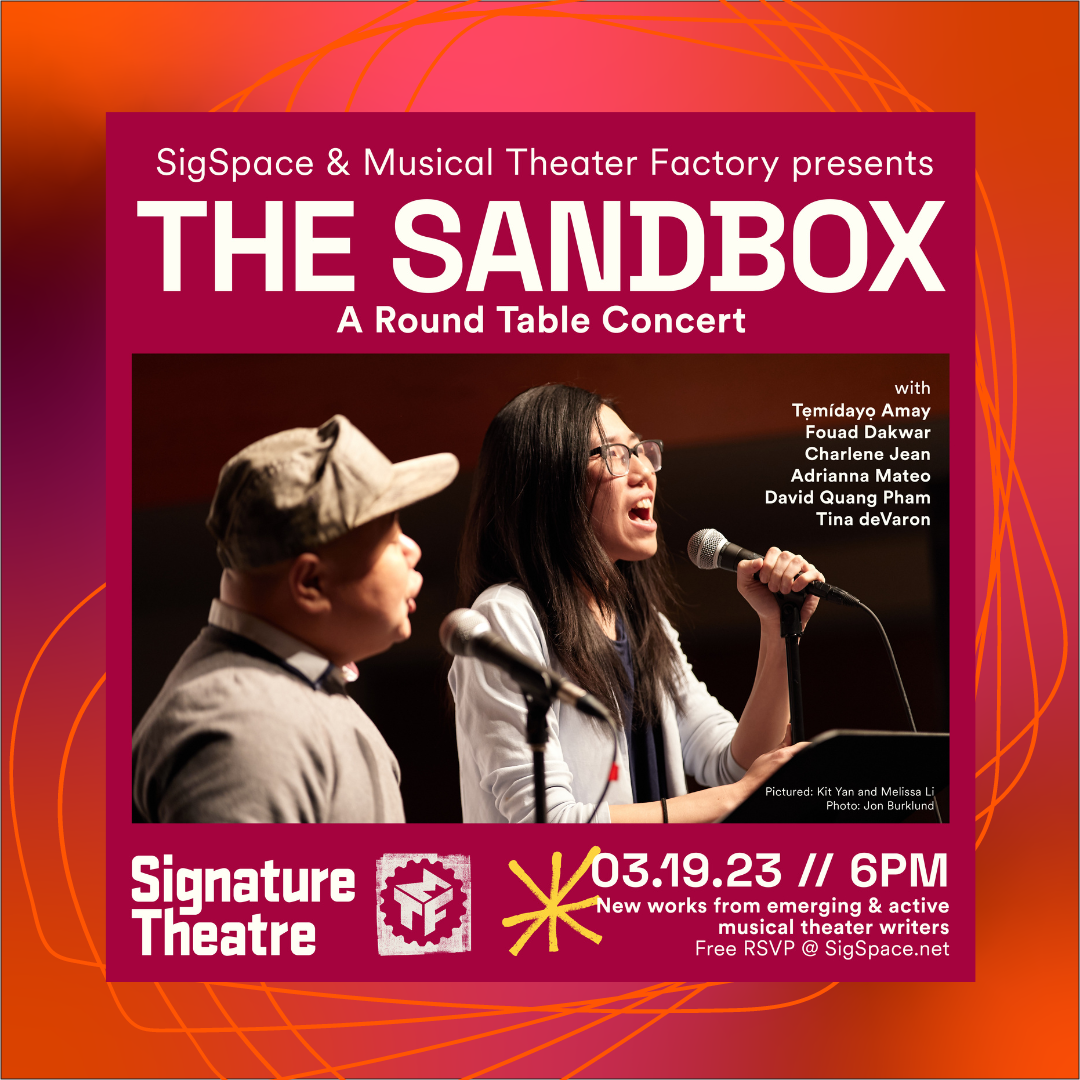 SigSpace & Musical Theater Factory presents
THE SANDBOX
A Round Table Concert
with
Tẹmídayọ Amay
Fouad Dakwar
Charlene Jean
Adrianna Mateo
David Quang Pham
Tina deVaron
Pictured: Kit Yan and Melissa Li
Photo: Jon Burklund
Signature
Theatre
MTF
03.19.23 // 6PM
New works from emerging & active
musical theater writers
Free RSVP @ SigSpace.net